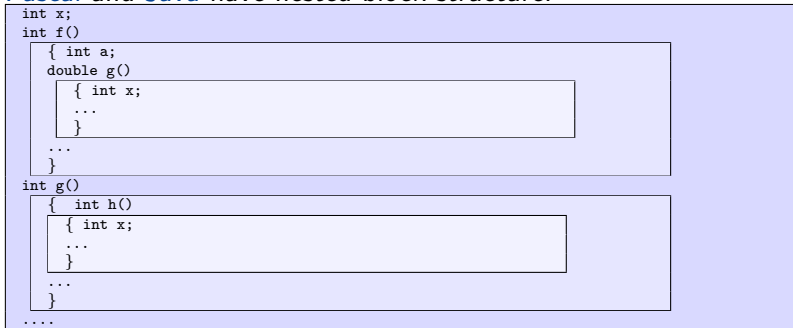 Pascal and Java have nested block structure.
int x;
int f()
{ int a;
double g()
{ int x;
...
}
...
}
int g()
{ int h()
{ int x;
...
}
...
}
....